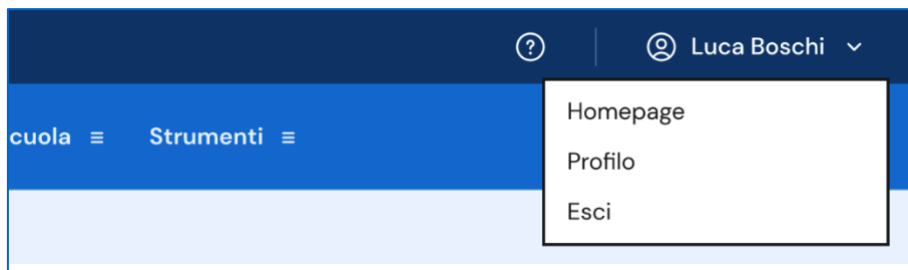 Luca Boschi
cuola Strumenti
Homepage
Profilo
Esci